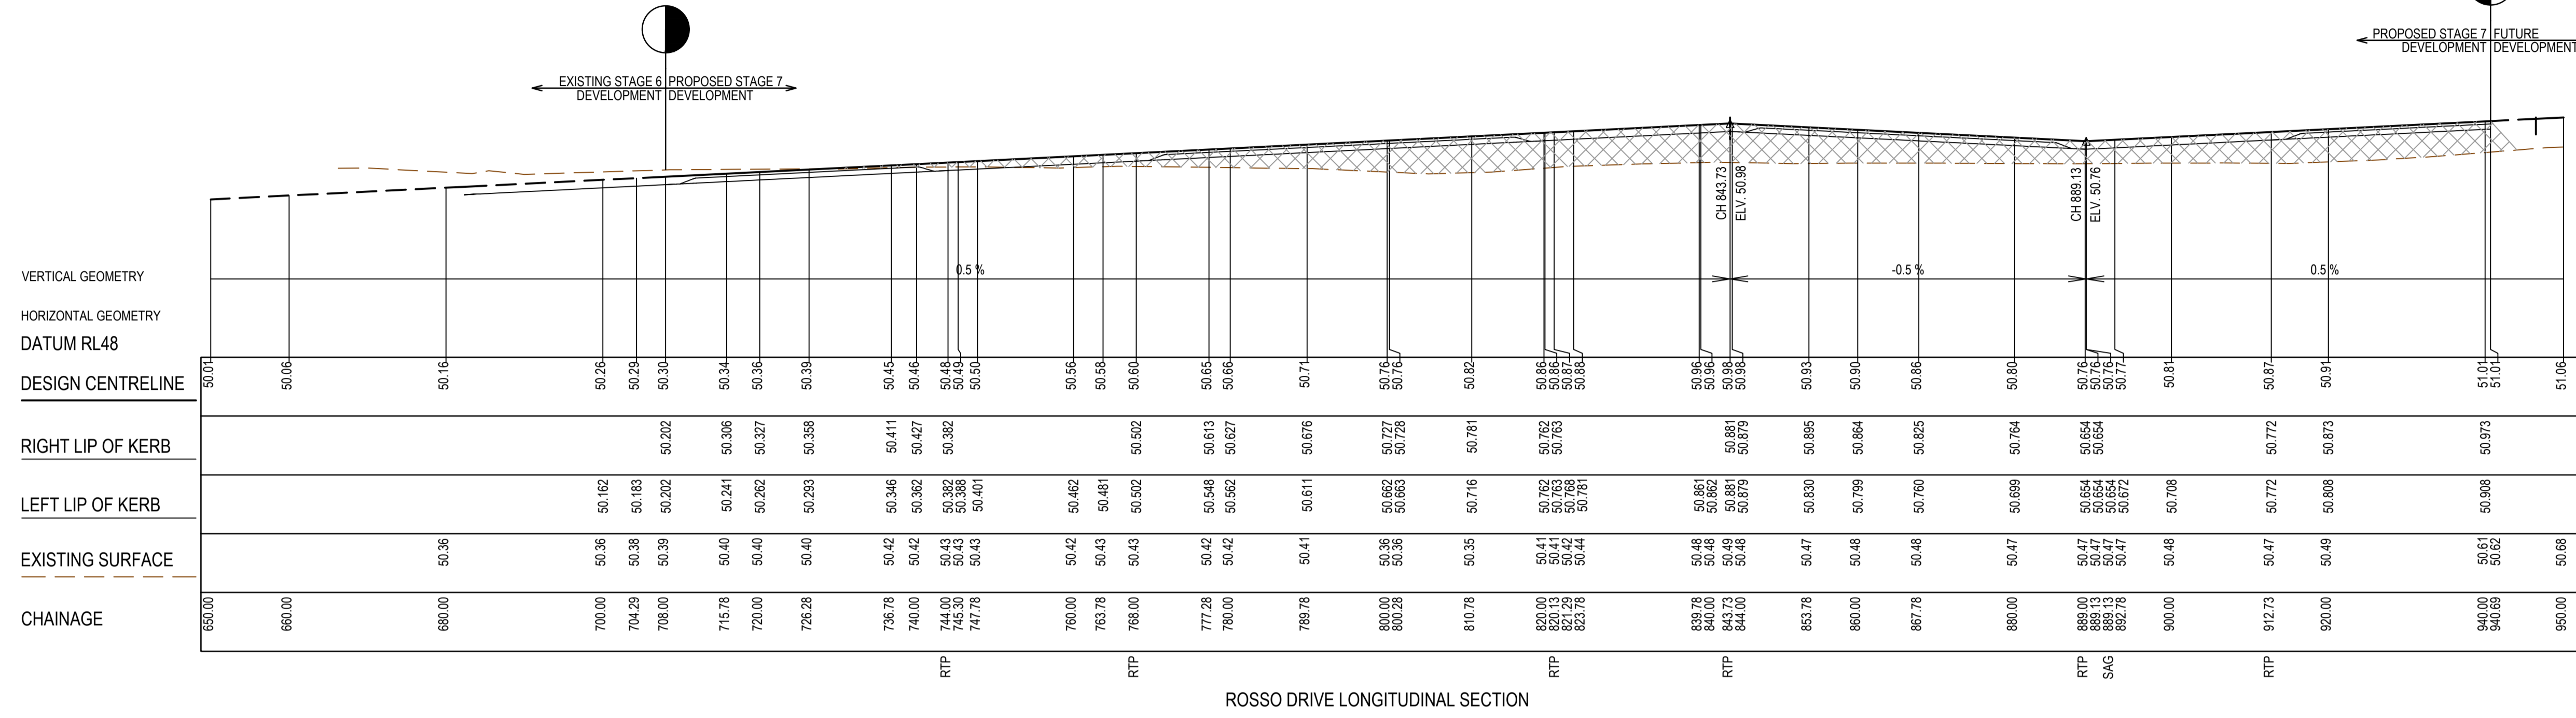 EXISTING STAGE 6 PROPOSED STAGE 7
DEVELOPMENT DEVELOPMENT
PROPOSED STAGE 7 FUTURE
DEVELOPMENT DEVELOPMENT
CH 843.73
ELV. 50.98
CH 889.13
ELV. 50.76
VERTICAL GEOMETRY 0.5 % -0.5 % 0.5 %
HORIZONTAL GEOMETRY
DATUM RL48
DESIGN CENTRELINE 50.01 50.06 50.16 50.26 50.29 50.30 50.34 50.36 50.39 50.45 50.46 50.48 50.49 50.50 50.56 50.58 50.60 50.65 50.66 50.71 50.76 50.76 50.82 50.86 50.86 50.87 50.88 50.96 50.96 50.98 50.98 50.93 50.90 50.86 50.80 50.76 50.76 50.76 50.77 50.81 50.87 50.91 51.01 51.01 51.06
RIGHT LIP OF KERB 50.202 50.306 50.327 50.358 50.411 50.427 50.382 50.502 50.613 50.627 50.676 50.727 50.728 50.781 50.762 50.763 50.881 50.879 50.895 50.864 50.825 50.764 50.654 50.654 50.772 50.873 50.973
LEFT LIP OF KERB 50.162 50.183 50.202 50.241 50.262 50.293 50.346 50.362 50.382 50.388 50.401 50.462 50.481 50.502 50.548 50.562 50.611 50.662 50.663 50.716 50.762 50.763 50.768 50.781 50.861 50.862 50.881 50.879 50.830 50.799 50.760 50.699 50.654 50.654 50.654 50.672 50.708 50.772 50.808 50.908
EXISTING SURFACE 50.36 50.36 50.38 50.39 50.40 50.40 50.40 50.42 50.42 50.43 50.43 50.43 50.42 50.43 50.43 50.42 50.42 50.41 50.36 50.36 50.35 50.41 50.41 50.42 50.44 50.48 50.48 50.49 50.48 50.47 50.48 50.48 50.47 50.47 50.47 50.47 50.47 50.48 50.47 50.49 50.61 50.62 50.68
CHAINAGE 650.00 660.00 680.00 700.00 704.29 708.00 715.78 720.00 726.28 736.78 740.00 744.00 745.30 747.78 760.00 763.78 768.00 777.28 780.00 789.78 800.00 800.28 810.78 820.00 820.13 821.29 823.78 839.78 840.00 843.73 844.00 853.78 860.00 867.78 880.00 889.00 889.13 889.13 892.78 900.00 912.73 920.00 940.00 940.69 950.00
RTP RTP RTP RTP RTP SAG RTP
ROSSO DRIVE LONGITUDINAL SECTION